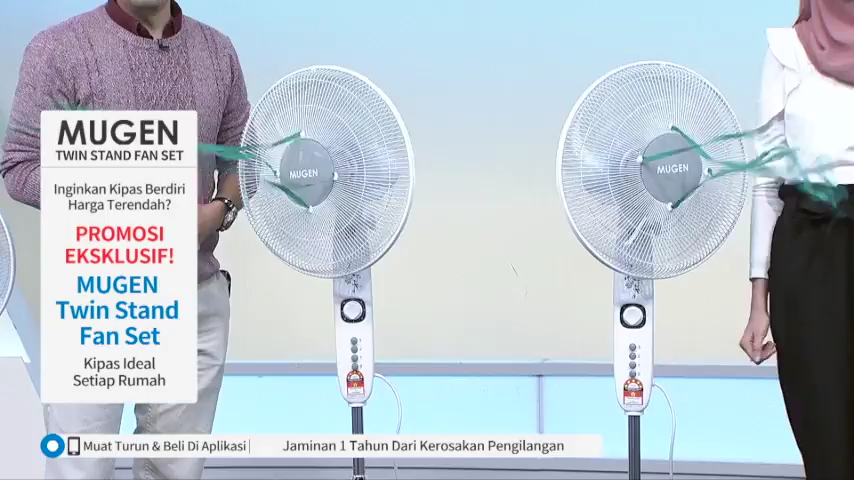 MUGEN
TWIN STAND FAN SET
Inginkan Kipas Berdiri
Harga Terendah?
PROMOSI
EKSKLUSIF!
MUGEN
Twin Stand
Fan Set
Kipas Ideal
Setiap Rumah
MUGEN
MUGEN
Muat Turun & Beli Di Aplikasi
Jaminan 1 Tahun Dari Kerosakan Pengilangan